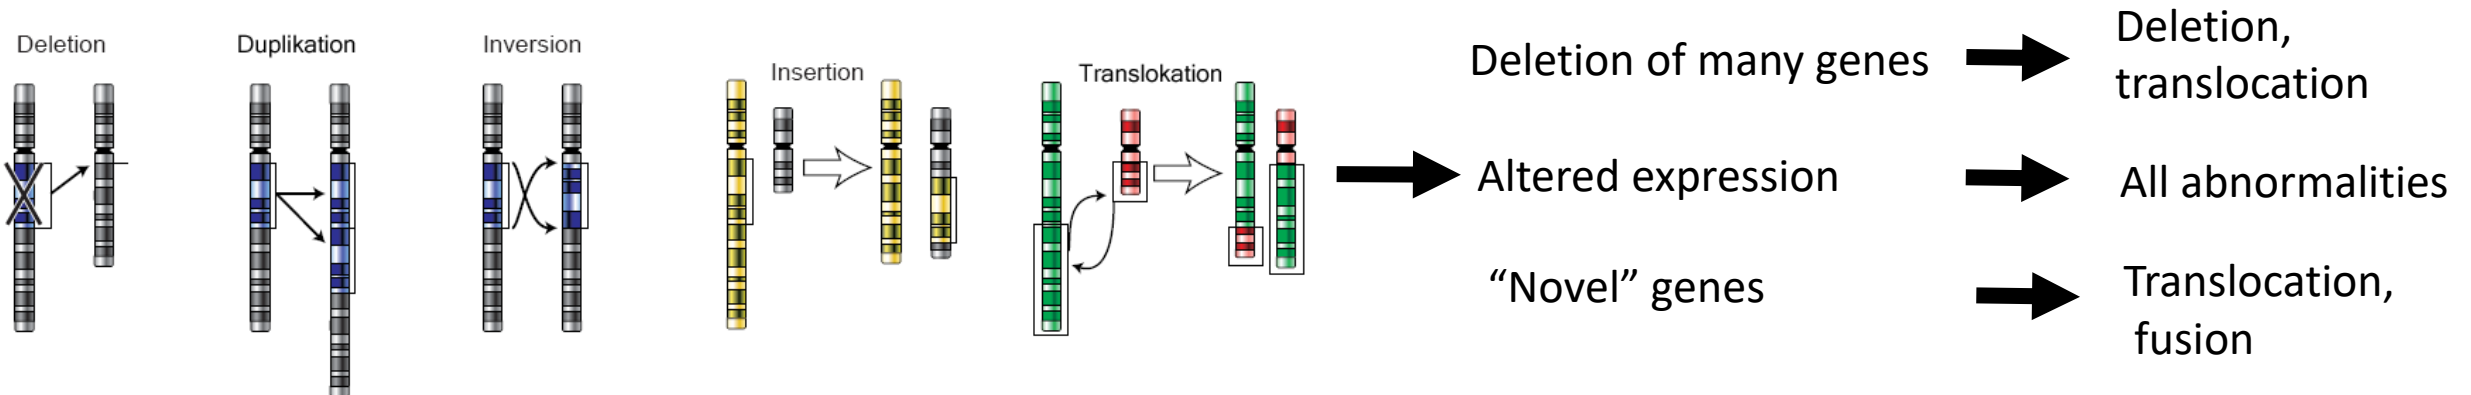 Deletion
Duplikation
Inversion
Insertion
Translokation
Deletion of many genes
Deletion,
translocation
Altered expression
All abnormalities
“Novel” genes
Translocation,
fusion